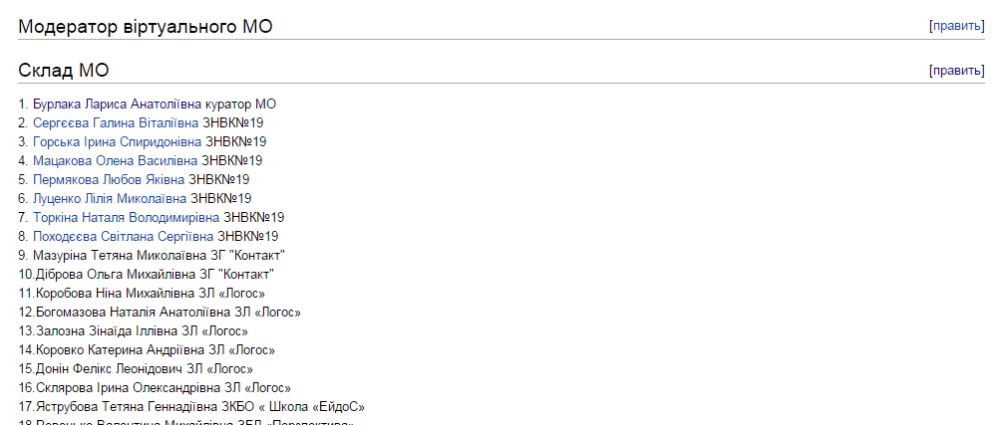 Модератор віртуального МО [править]
Склад МО [править]
1. Бурлака Лариса Анатоліївна куратор МО
2. Сергєєва Галина Віталіївна ЗНВК№19
3. Горська Ірина Спиридонівна ЗНВК№19
4. Мацакова Олена Василівна ЗНВК№19
5. Пермякова Любов Яківна ЗНВК№19
6. Луценко Лілія Миколаївна ЗНВК№19
7. Торкіна Наталя Володимирівна ЗНВК№19
8. Походєєва Світлана Сергіївна ЗНВК№19
9. Мазуріна Тетяна Миколаївна ЗГ "Контакт"
10.Діброва Ольга Михайлівна ЗГ "Контакт"
11.Коробова Ніна Михайлівна ЗЛ «Логос»
12.Богомазова Наталія Анатоліївна ЗЛ «Логос»
13.Залозна Зінаїда Іллівна ЗЛ «Логос»
14.Коровко Катерина Андріївна ЗЛ «Логос»
15.Донін Фелікс Леонідович ЗЛ «Логос»
16.Склярова Ірина Олександрівна ЗЛ «Логос»
17.Яструбова Тетяна Геннадіївна ЗКБО « Школа «ЕйдоС»
Валентина Михайлівна «Перспектива»